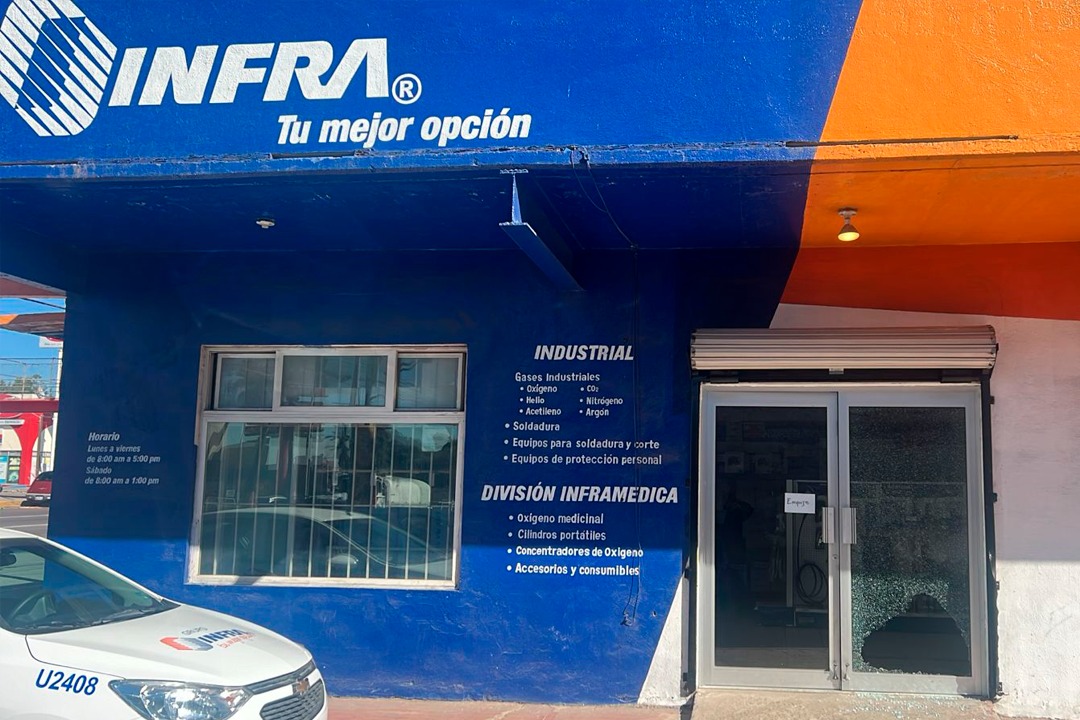 INFRA®
Tu mejor opción
INDUSTRIAL
Gases Industriales
• Oxígeno
• Helio
• Acetileno
• CO₂
• Nitrógeno
• Argón
• Soldadura
• Equipos para soldadura y corte
• Equipos de protección personal
DIVISIÓN INFRAMEDICA
• Oxígeno medicinal
• Cilindros portátiles
• Concentradores de Oxígeno
• Accesorios y consumibles
Horario
Lunes a viernes
de 8:00 am a 5:00 pm
Sábado
de 8:00 am a 1:00 pm
Empuje
GRUPO
INFRA
U2408